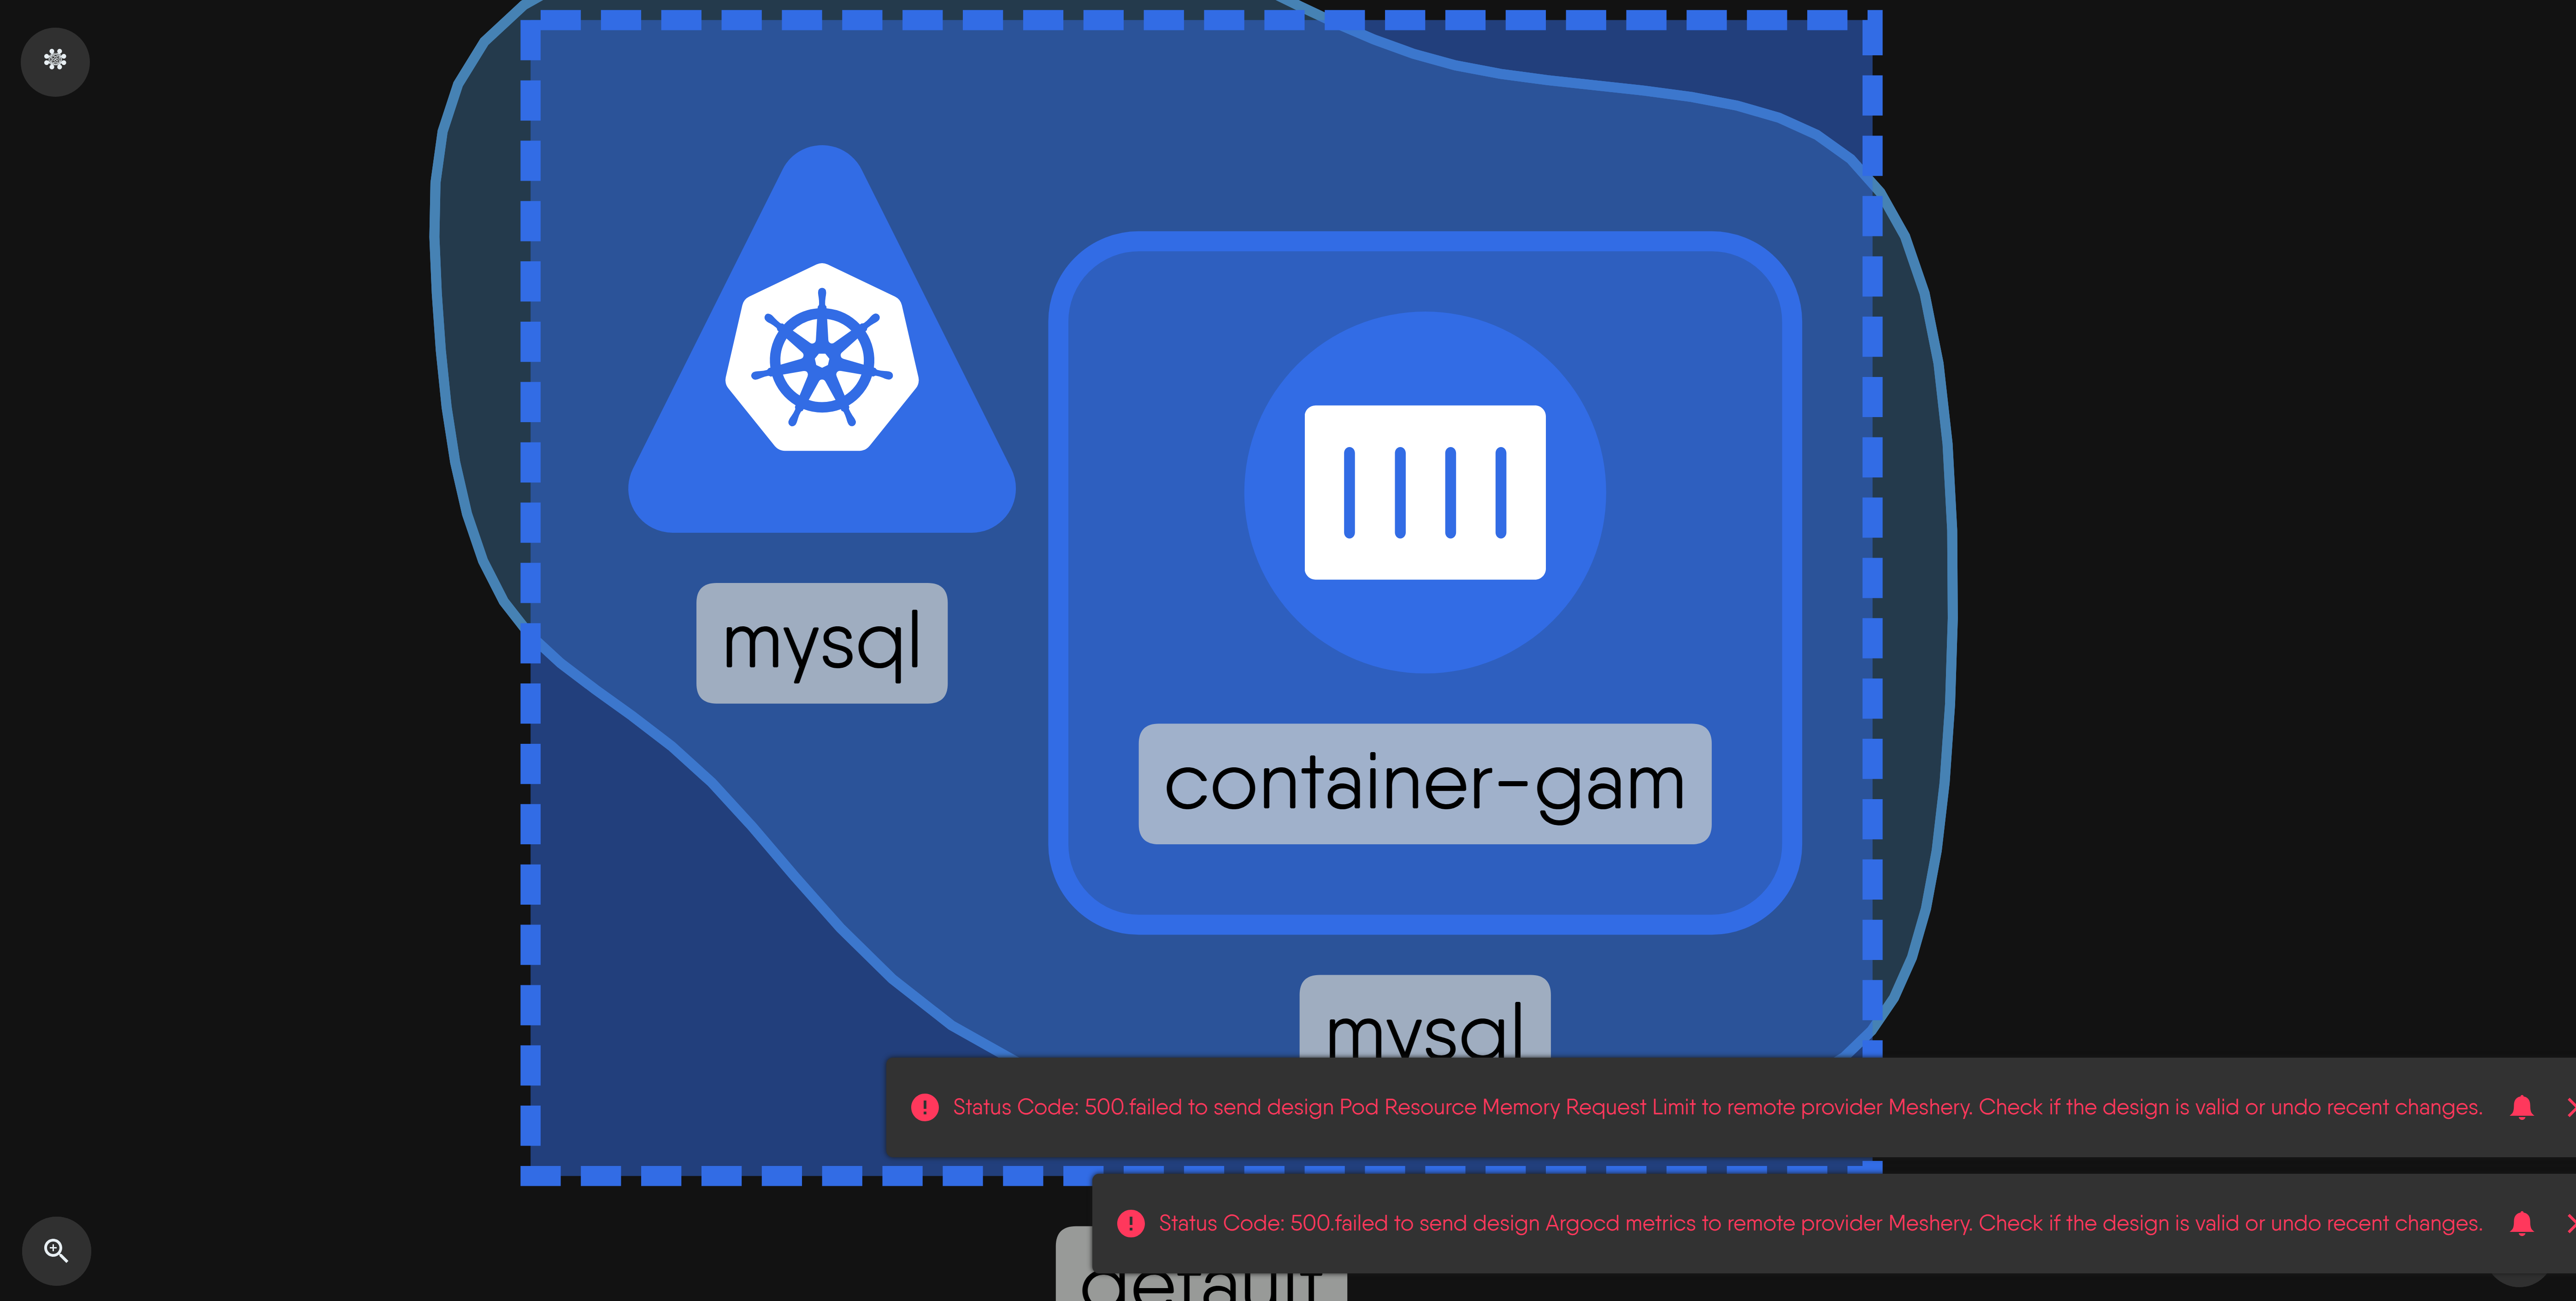 mysql
container-gam
mysql
Status Code: 500.failed to send design Pod Resource Memory Request Limit to remote provider Meshery. Check if the design is valid or undo recent changes.
Status Code: 500.failed to send design Argocd metrics to remote provider Meshery. Check if the design is valid or undo recent changes.
default